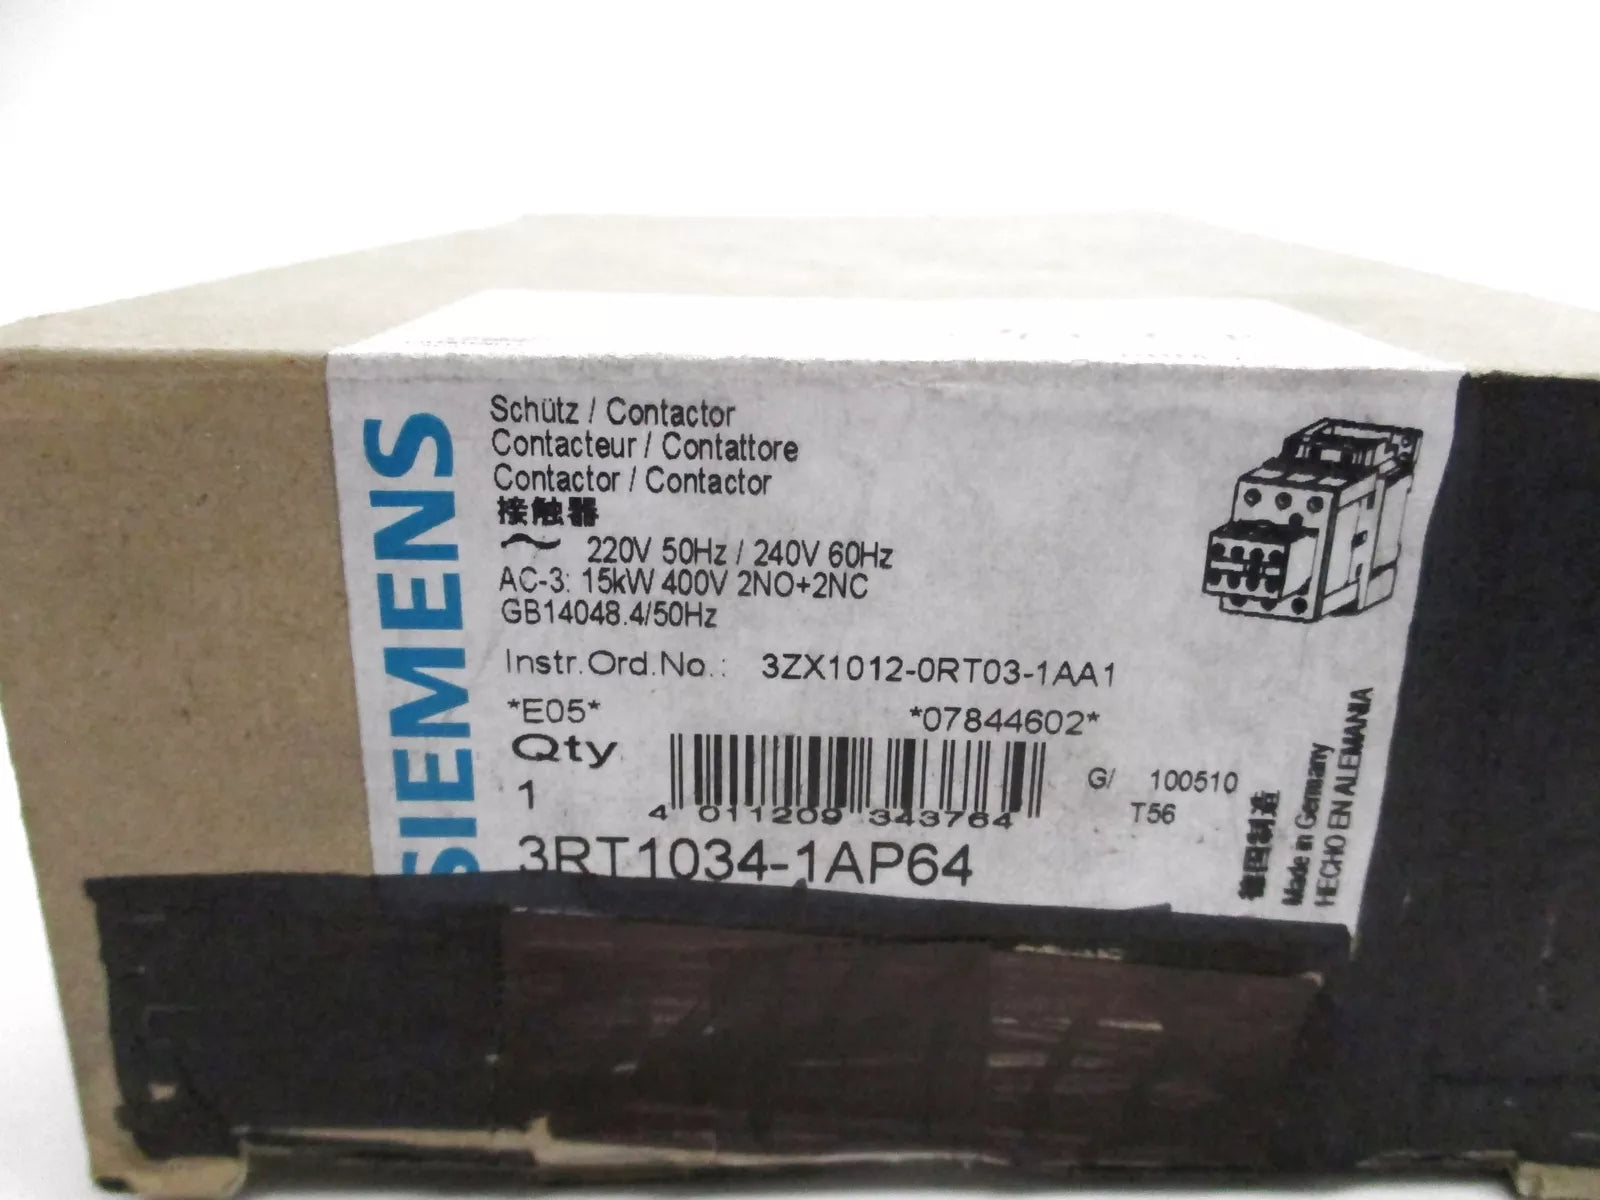 SIEMENS
Schütz / Contactor
Contacteur / Contattore
Contactor / Contactor
接触器
~ 220V 50Hz / 240V 60Hz
AC-3: 15kW 400V 2NO+2NC
GB14048.4/50Hz
Instr.Ord.No.: 3ZX1012-0RT03-1AA1
*E05* *07844602*
Qty
1
4 011209 343764
G/ 100510
T56
3RT1034-1AP64
德国制造
Made in Germany
HECHO EN ALEMANIA